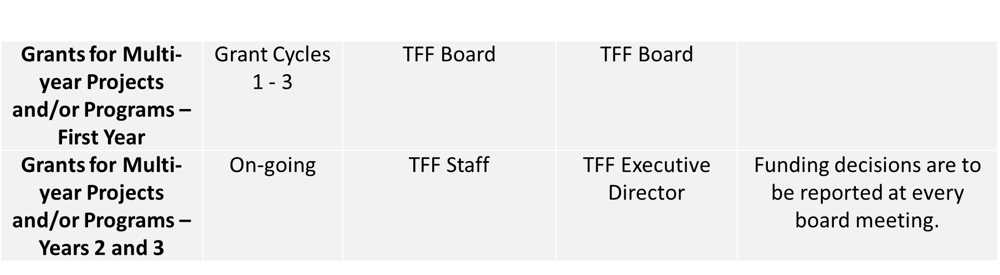 Grants for Multi-
year Projects
and/or Programs –
First Year
Grant Cycles
1 - 3
TFF Board
TFF Board
Grants for Multi-
year Projects
and/or Programs –
Years 2 and 3
On-going
TFF Staff
TFF Executive
Director
Funding decisions are to
be reported at every
board meeting.